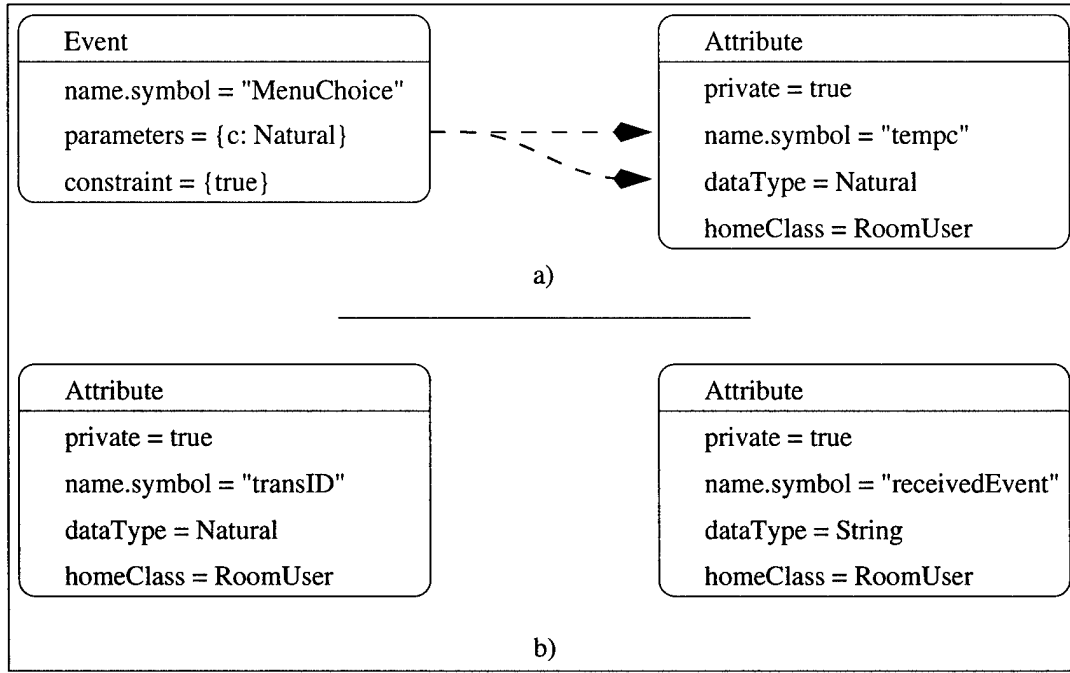 Event
name.symbol = "MenuChoice"
parameters = {c: Natural}
constraint = {true}
Attribute
private = true
name.symbol = "tempc"
dataType = Natural
homeClass = RoomUser
a)
Attribute
private = true
name.symbol = "transID"
dataType = Natural
homeClass = RoomUser
Attribute
private = true
name.symbol = "receivedEvent"
dataType = String
homeClass = RoomUser
b)